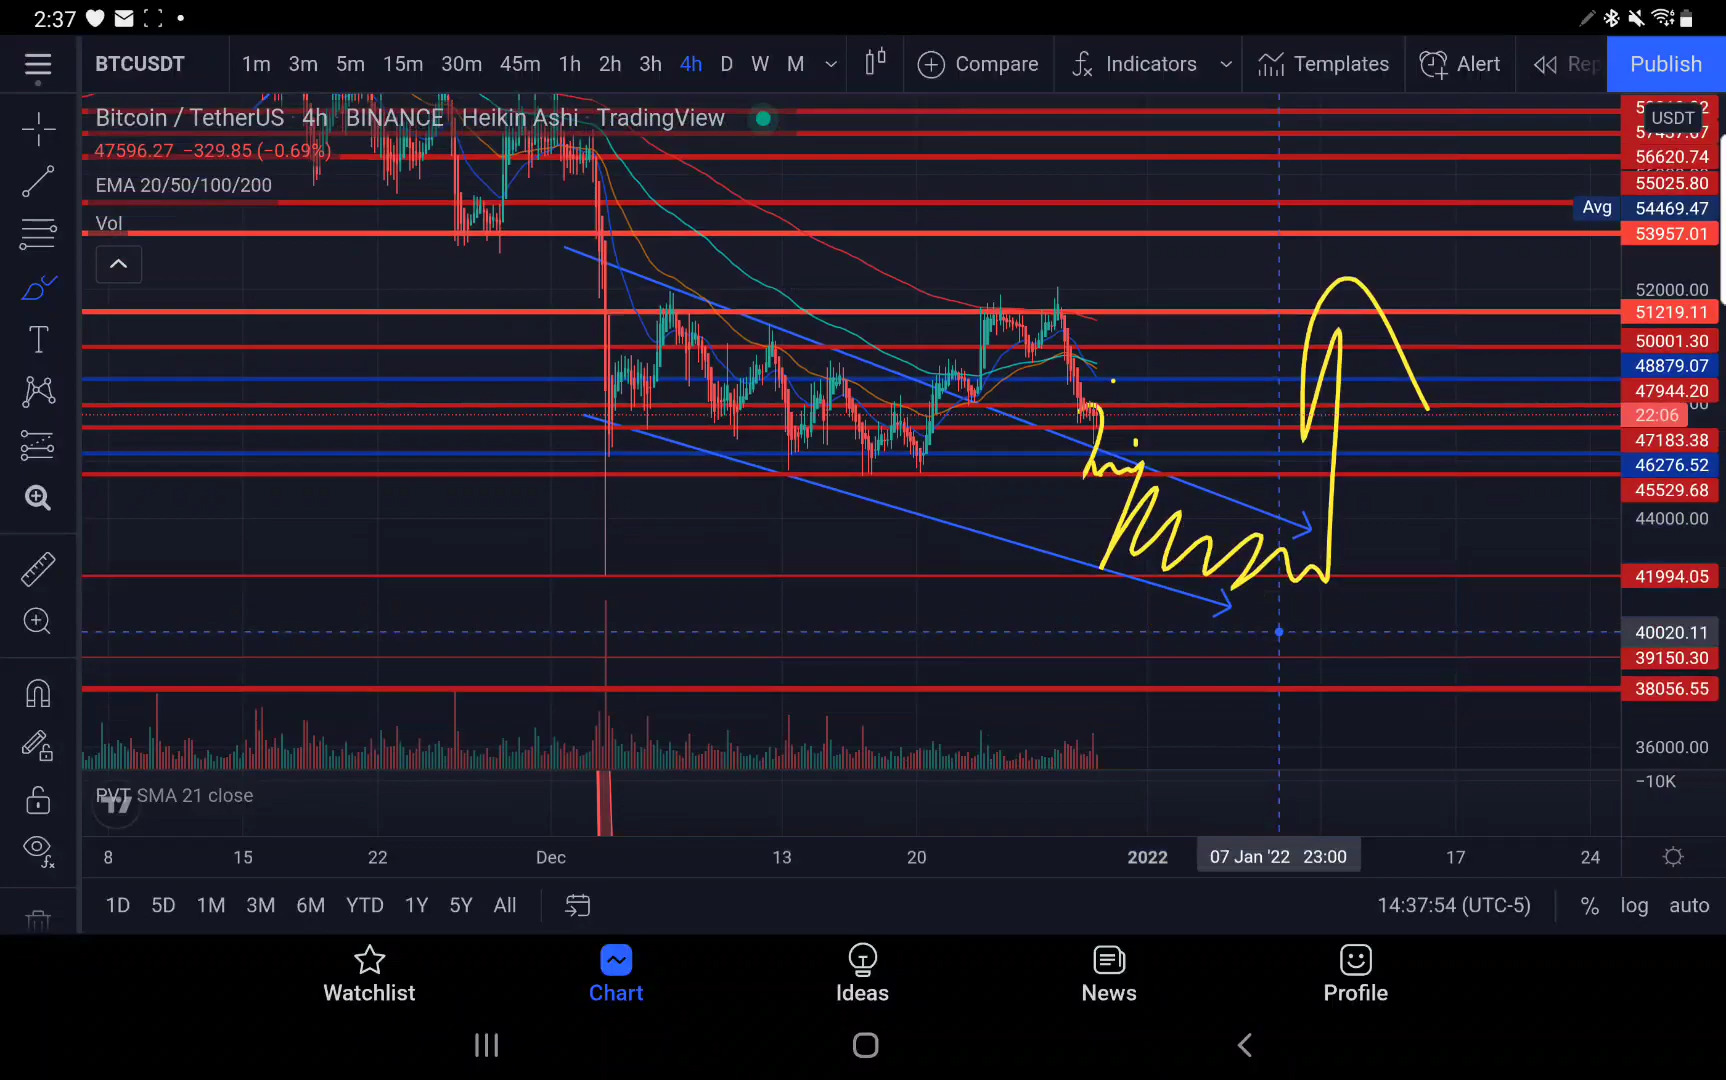 2:37
BTCUSDT 1m 3m 5m 15m 30m 45m 1h 2h 3h 4h D W M Compare Indicators Templates Alert Rep Publish
Bitcoin / TetherUS 4h BINANCE Heikin Ashi TradingView
47596.27 −329.85 (−0.69%)
EMA 20/50/100/200
Vol
USDT
56620.74
55025.80
Avg 54469.47
53957.01
52000.00
51219.11
50001.30
48879.07
47944.20
22:06
47183.38
46276.52
45529.68
44000.00
41994.05
40020.11
39150.30
38056.55
36000.00
−10K
PVT SMA 21 close
8 15 22 Dec 13 20 2022 07 Jan '22 23:00 17 24
1D 5D 1M 3M 6M YTD 1Y 5Y All 14:37:54 (UTC-5) % log auto
Watchlist Chart Ideas News Profile